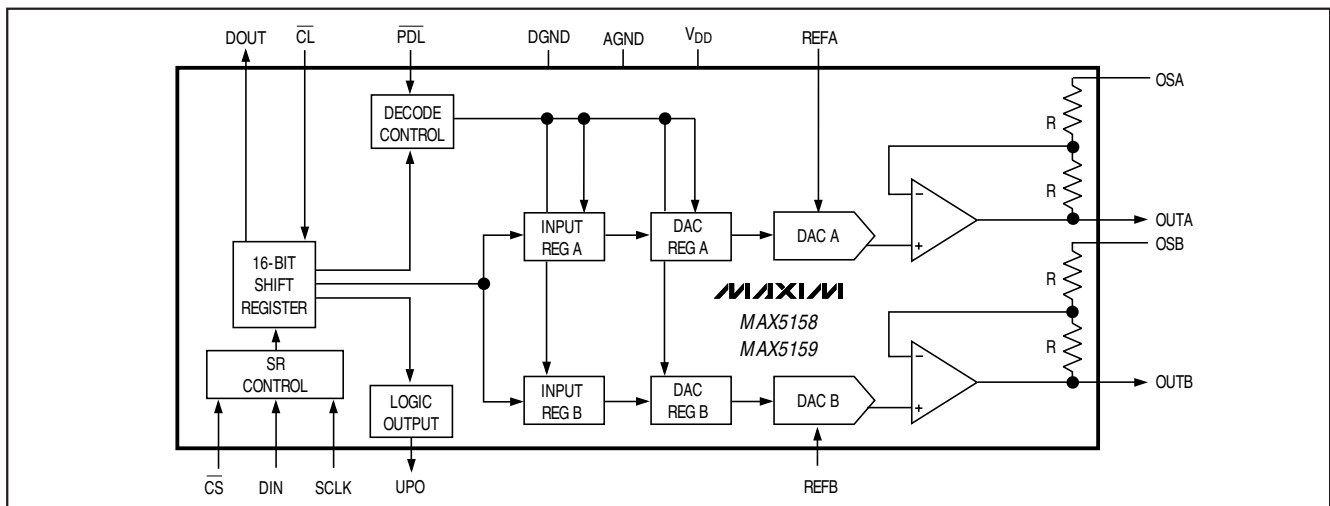 DOUT
CL
PDL
DGND
AGND
VDD
REFA
OSA
DECODE
CONTROL
R
R
INPUT
REG A
DAC
REG A
DAC A
−
+
OUTA
OSB
16-BIT
SHIFT
REGISTER
MAXIM
MAX5158
MAX5159
R
R
SR
CONTROL
LOGIC
OUTPUT
INPUT
REG B
DAC
REG B
DAC B
−
+
OUTB
CS
DIN
SCLK
UPO
REFB